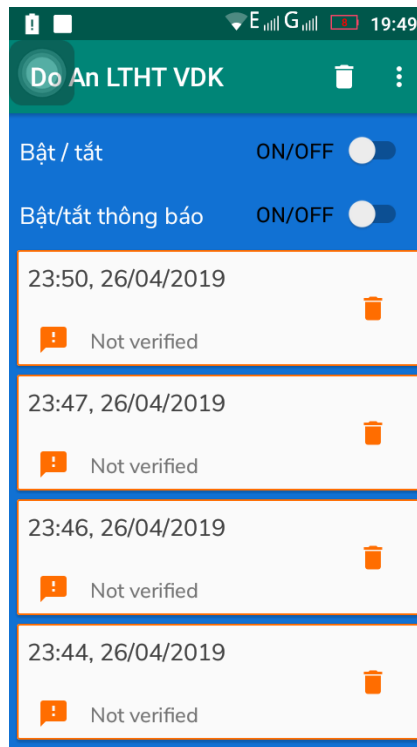 E G 8 19:49
Do An LTHT VDK
Bật / tắt ON/OFF
Bật/tắt thông báo ON/OFF
23:50, 26/04/2019
Not verified
23:47, 26/04/2019
Not verified
23:46, 26/04/2019
Not verified
23:44, 26/04/2019
Not verified